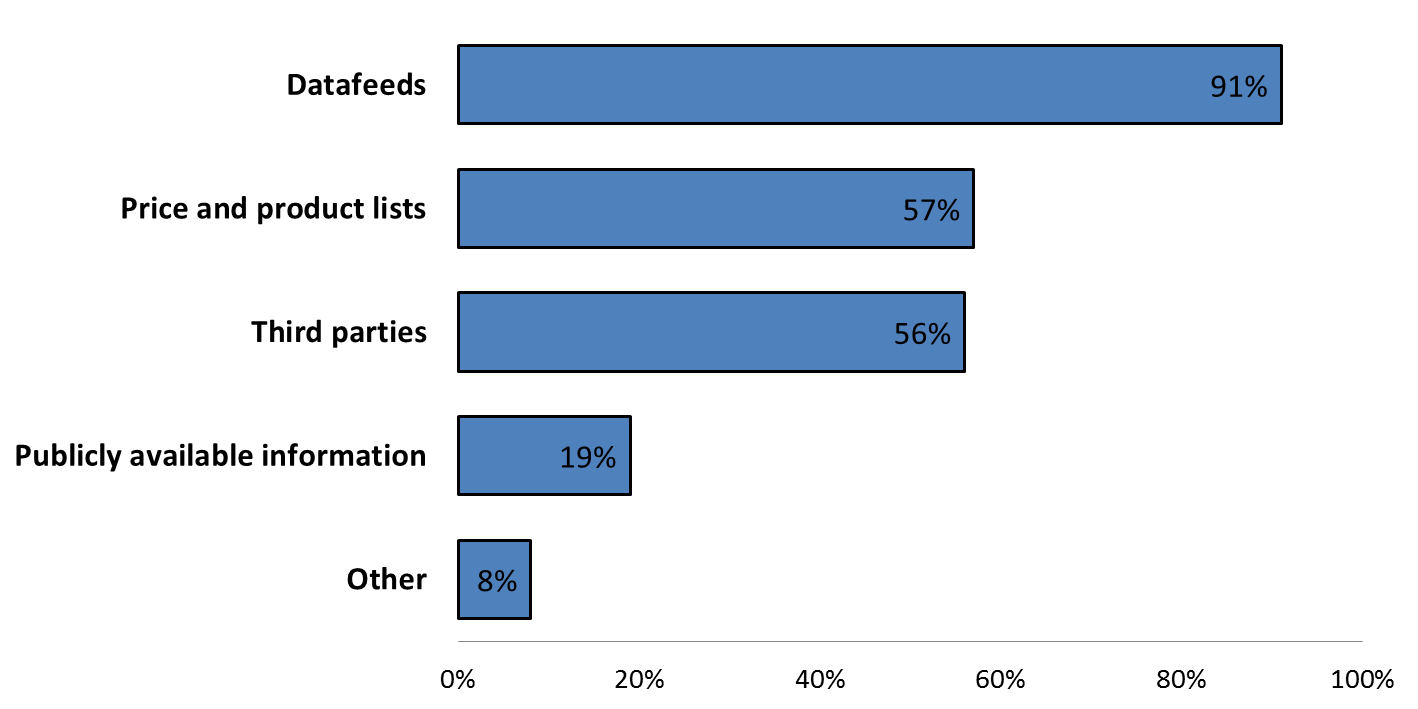 Datafeeds
91%
Price and product lists
57%
Third parties
56%
Publicly available information
19%
Other
8%
0% 20% 40% 60% 80% 100%